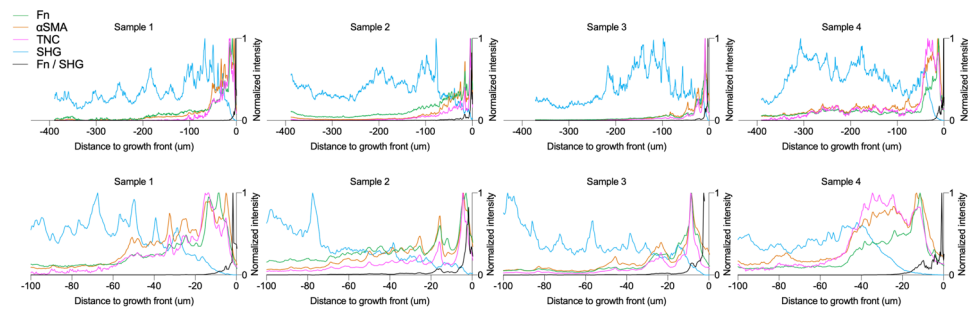 Fn
αSMA
TNC
SHG
Fn / SHG
Sample 1
Sample 2
Sample 3
Sample 4
1
Normalized intensity
0
-400 -300 -200 -100 0
Distance to growth front (um)
1
Normalized intensity
0
-400 -300 -200 -100 0
Distance to growth front (um)
1
Normalized intensity
0
-400 -300 -200 -100 0
Distance to growth front (um)
1
Normalized intensity
0
-400 -300 -200 -100 0
Distance to growth front (um)
Sample 1
Sample 2
Sample 3
Sample 4
1
Normalized intensity
0
-100 -80 -60 -40 -20 0
Distance to growth front (um)
1
Normalized intensity
0
-100 -80 -60 -40 -20 0
Distance to growth front (um)
1
Normalized intensity
0
-100 -80 -60 -40 -20 0
Distance to growth front (um)
1
Normalized intensity
0
-100 -80 -60 -40 -20 0
Distance to growth front (um)